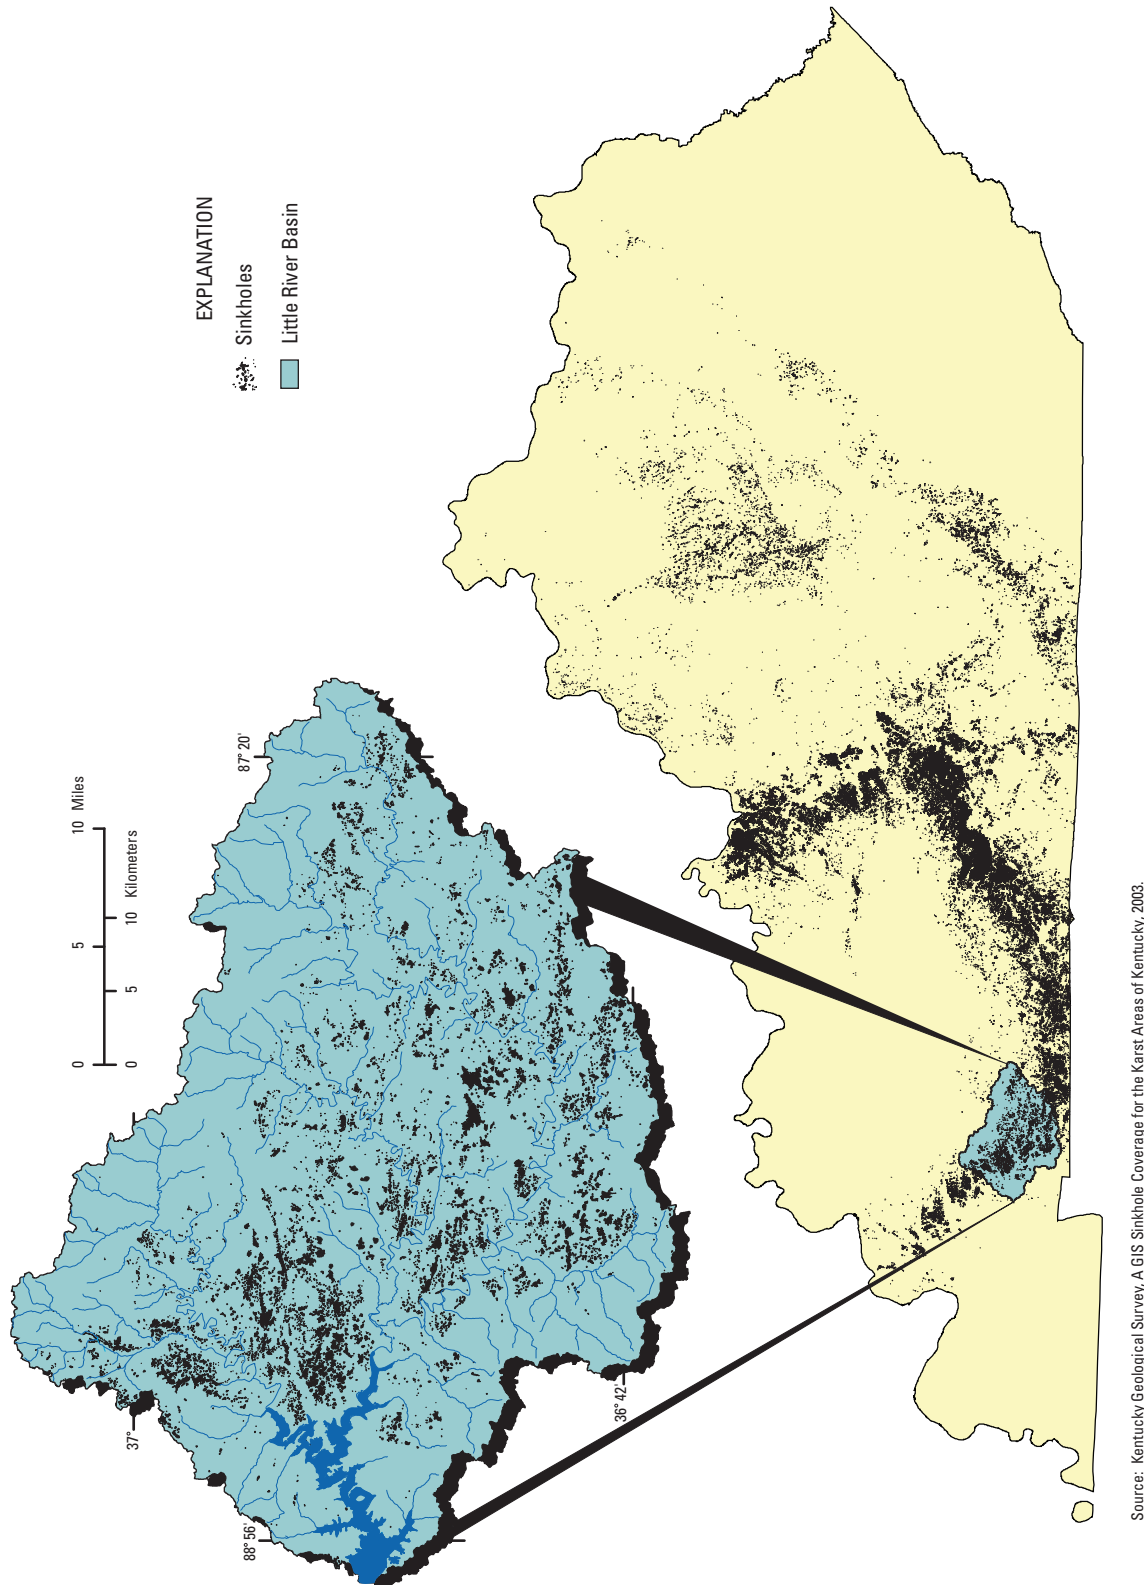 EXPLANATION
Sinkholes
Little River Basin
0 5 10 Miles
0 5 10 Kilometers
88° 56'
87° 20'
37°
36° 42'
Source: Kentucky Geological Survey, A GIS Sinkhole Coverage for the Karst Areas of Kentucky, 2003.